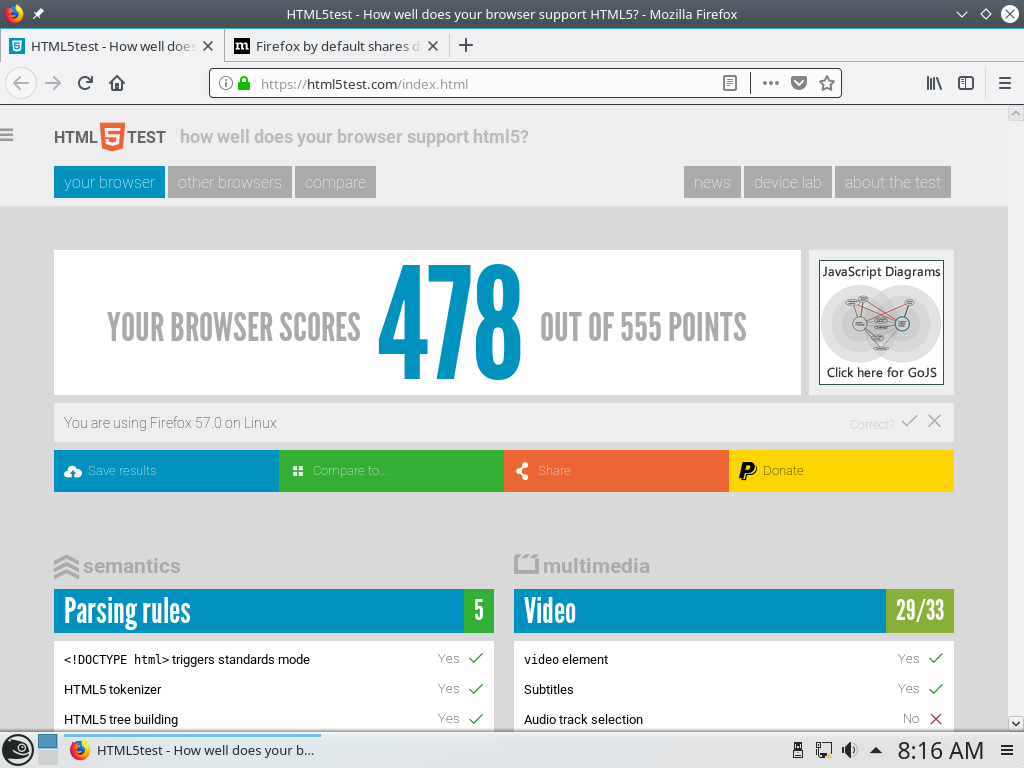 HTML5test - How well does your browser support HTML5? - Mozilla Firefox
HTML5test - How well does
Firefox by default shares d
https://html5test.com/index.html
HTML 5 TEST how well does your browser support html5?
your browser other browsers compare news device lab about the test
YOUR BROWSER SCORES 478 OUT OF 555 POINTS
JavaScript Diagrams
Click here for GoJS
You are using Firefox 57.0 on Linux Correct?
Save results Compare to... Share Donate
semantics
Parsing rules 5
<!DOCTYPE html> triggers standards mode Yes
HTML5 tokenizer Yes
HTML5 tree building Yes
multimedia
Video 29/33
video element Yes
Subtitles Yes
Audio track selection No
HTML5test - How well does your b... 8:16 AM